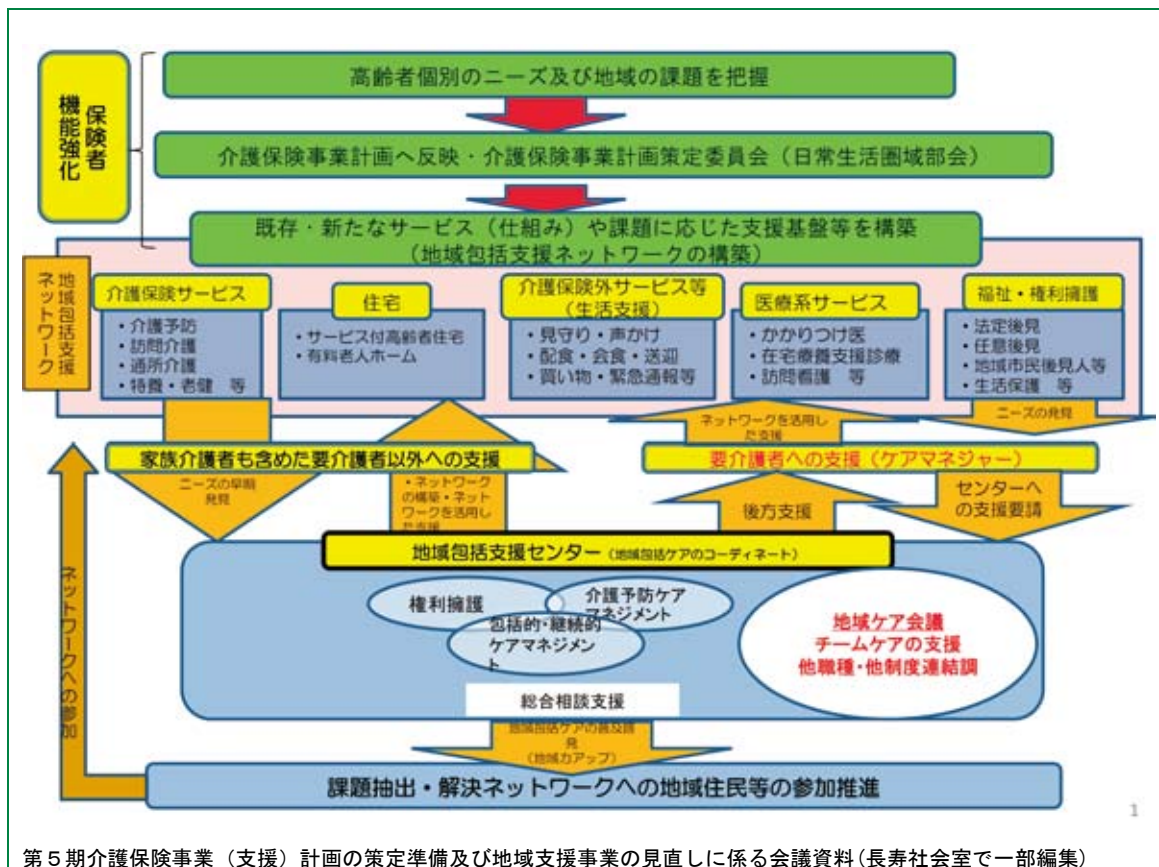 保険者
機能強化
高齢者個別のニーズ及び地域の課題を把握
介護保険事業計画へ反映・介護保険事業計画策定委員会（日常生活圏域部会）
既存・新たなサービス（仕組み）や課題に応じた支援基盤等を構築
（地域包括支援ネットワークの構築）
地域包括支援
ネットワーク
介護保険サービス
・介護予防
・訪問介護
・通所介護
・特養・老健　等
住宅
・サービス付高齢者住宅
・有料老人ホーム
介護保険外サービス等
（生活支援）
・見守り・声かけ
・配食・会食・送迎
・買い物・緊急通報等
医療系サービス
・かかりつけ医
・在宅療養支援診療
・訪問看護　等
福祉・権利擁護
・法定後見
・任意後見
・地域市民後見人等
・生活保護　等
ネットワークを活用し
た支援
ニーズの発見
家族介護者も含めた要介護者以外への支援
要介護者への支援（ケアマネジャー）
ニーズの早期
発見
・ネットワーク
の構築・ネット
ワークを活用し
た支援
後方支援
センターへ
の支援要請
地域包括支援センター（地域包括ケアのコーディネート）
権利擁護
介護予防ケア
マネジメント
包括的・継続的
ケアマネジメン
ト
地域ケア会議
チームケアの支援
他職種・他制度連結調
総合相談支援
ネットワークへの参加
地域包括ケアの普及啓
発
（地域力アップ）
課題抽出・解決ネットワークへの地域住民等の参加推進
1
第５期介護保険事業（支援）計画の策定準備及び地域支援事業の見直しに係る会議資料（長寿社会室で一部編集）